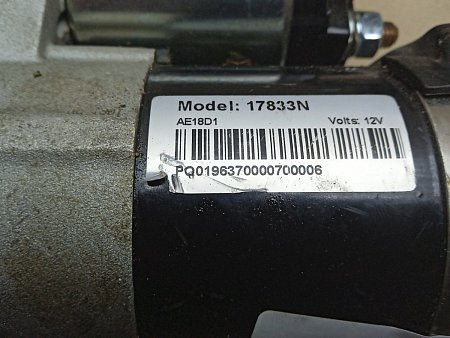 Model: 17833N
AE18D1 Volts: 12V
PQ0196370000700006